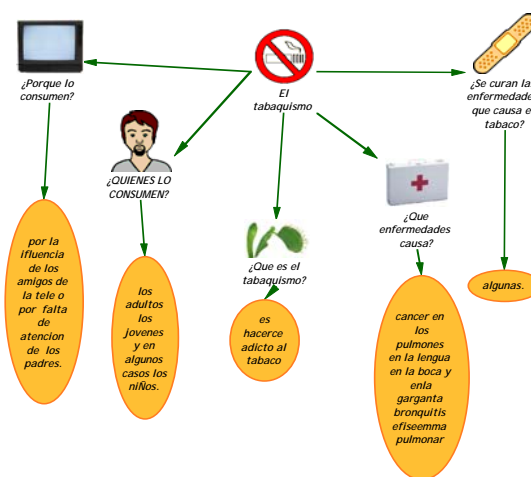 El
tabaquismo
¿Porque lo
consumen?
por la
ifluencia
de los
amigos de
la tele o
por falta
de
atencion
de los
padres.
¿QUIENES LO
CONSUMEN?
los
adultos
los
jovenes
y en
algunos
casos los
niÑos.
¿Que es el
tabaquismo?
es
hacerce
adicto al
tabaco
¿Que
enfermedades
causa?
cancer en
los
pulmones
en la lengua
en la boca y
enla
garganta
bronquitis
efiseemma
pulmonar
¿Se curan la
enfermedade
que causa e
tabaco?
algunas.